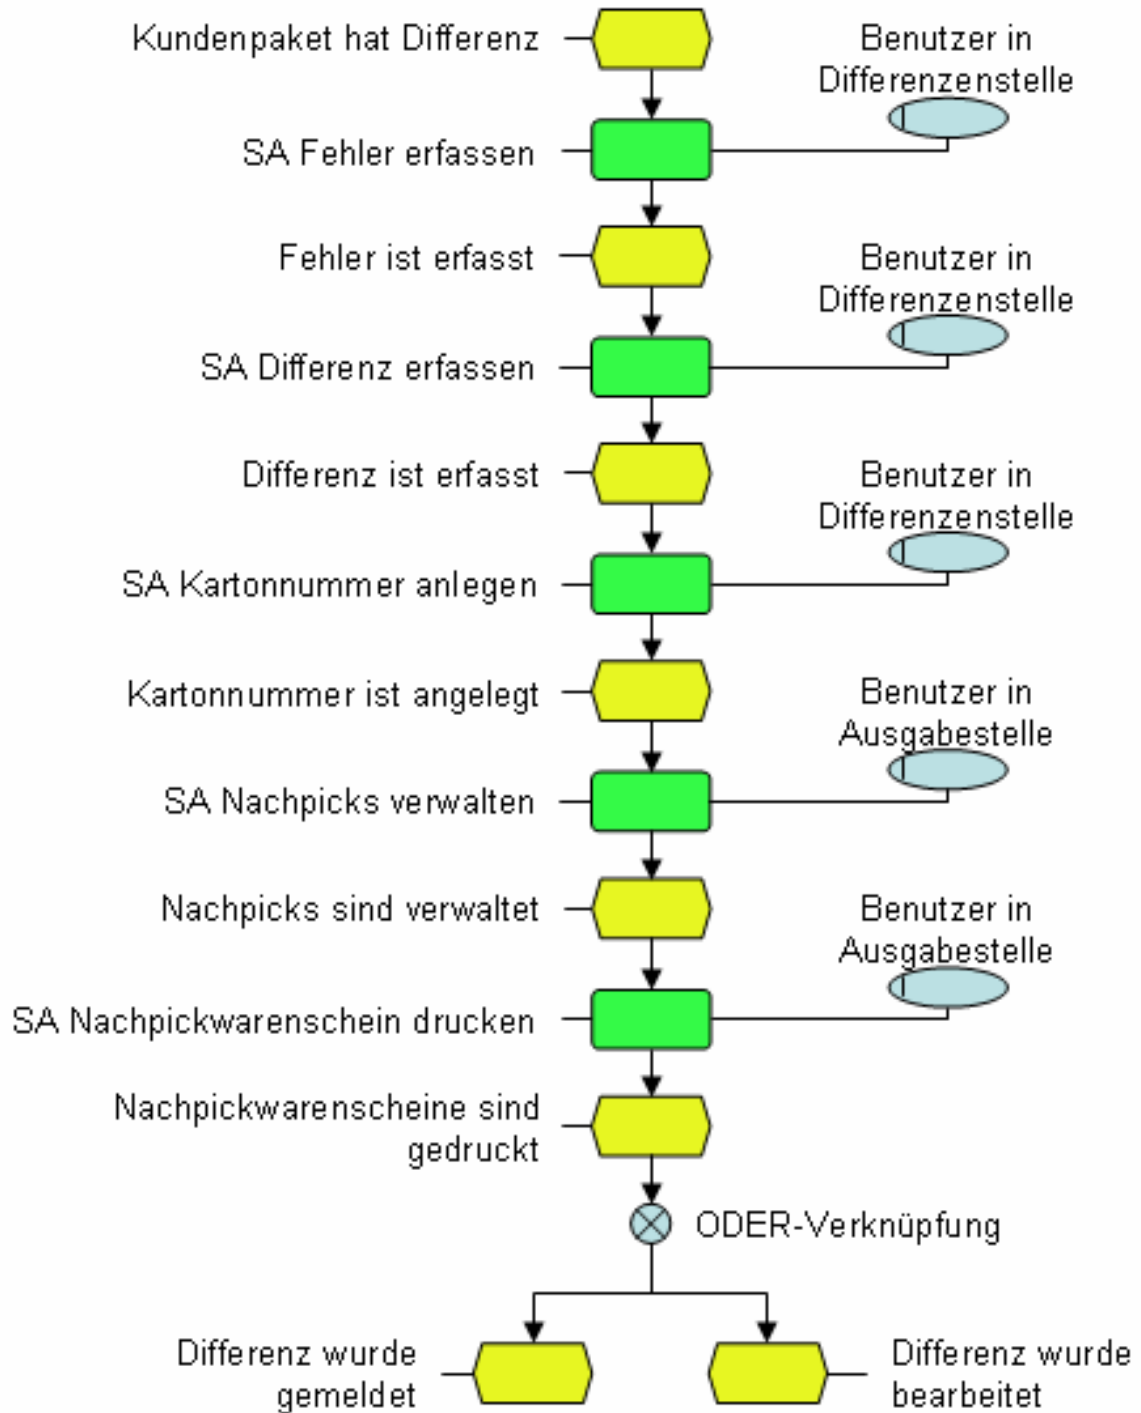 Kundenpaket hat Differenz
Benutzer in
Differenzenstelle
SA Fehler erfassen
Fehler ist erfasst
Benutzer in
Differenzenstelle
SA Differenz erfassen
Differenz ist erfasst
Benutzer in
Differenzenstelle
SA Kartonnummer anlegen
Kartonnummer ist angelegt
Benutzer in
Ausgabestelle
SA Nachpicks verwalten
Nachpicks sind verwaltet
Benutzer in
Ausgabestelle
SA Nachpickwarenschein drucken
Nachpickwarenscheine sind
gedruckt
ODER-Verknüpfung
Differenz wurde
gemeldet
Differenz wurde
bearbeitet